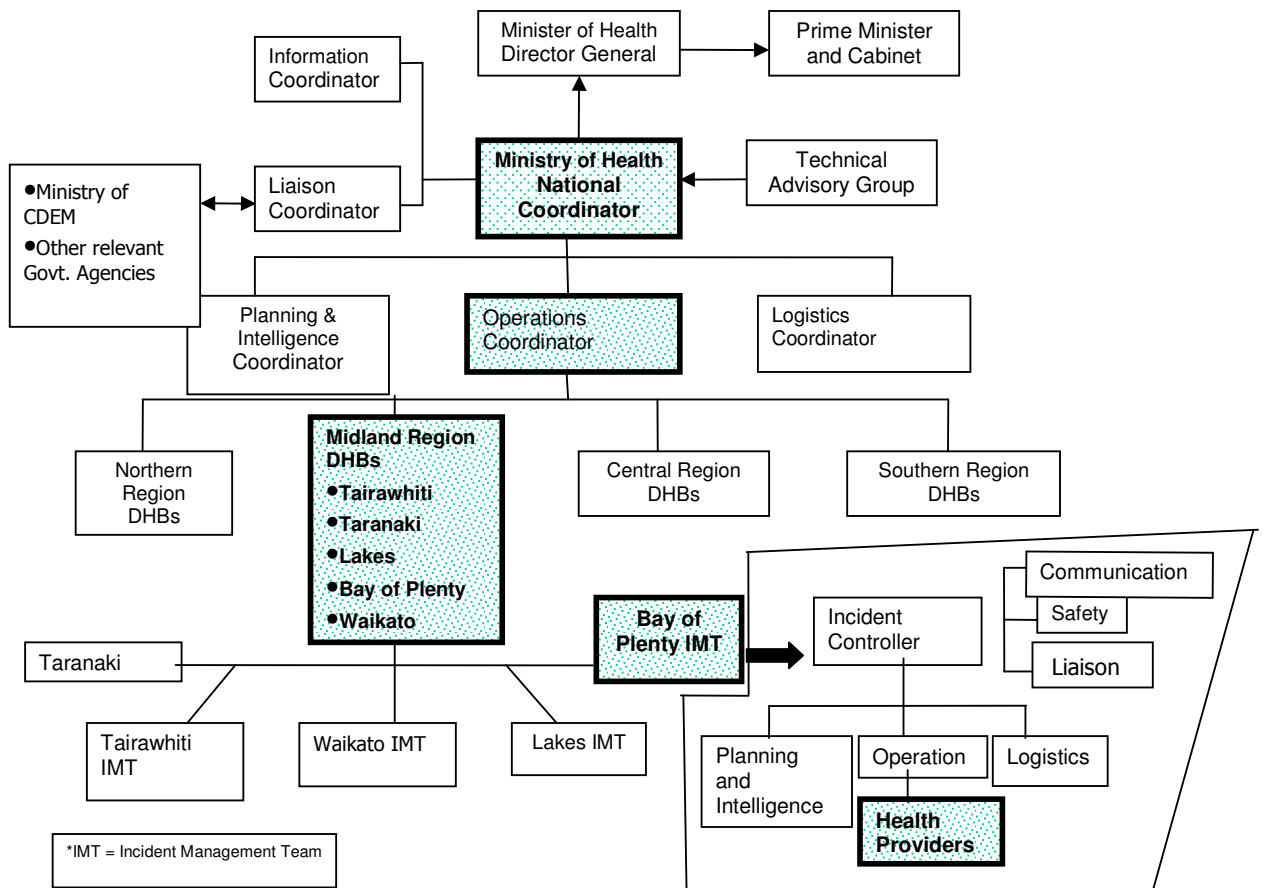 Minister of Health
Director General
Prime Minister
and Cabinet
Information
Coordinator
Ministry of Health
National
Coordinator
Technical
Advisory Group
●Ministry of
CDEM
●Other relevant
Govt. Agencies
Liaison
Coordinator
Planning &
Intelligence
Coordinator
Operations
Coordinator
Logistics
Coordinator
Northern
Region
DHBs
Midland Region
DHBs
●Tairawhiti
●Taranaki
●Lakes
●Bay of Plenty
●Waikato
Central Region
DHBs
Southern Region
DHBs
Taranaki
Tairawhiti
IMT
Waikato IMT
Lakes IMT
Bay of
Plenty IMT
Incident
Controller
Communication
Safety
Liaison
Planning
and
Intelligence
Operation
Logistics
Health
Providers
*IMT = Incident Management Team